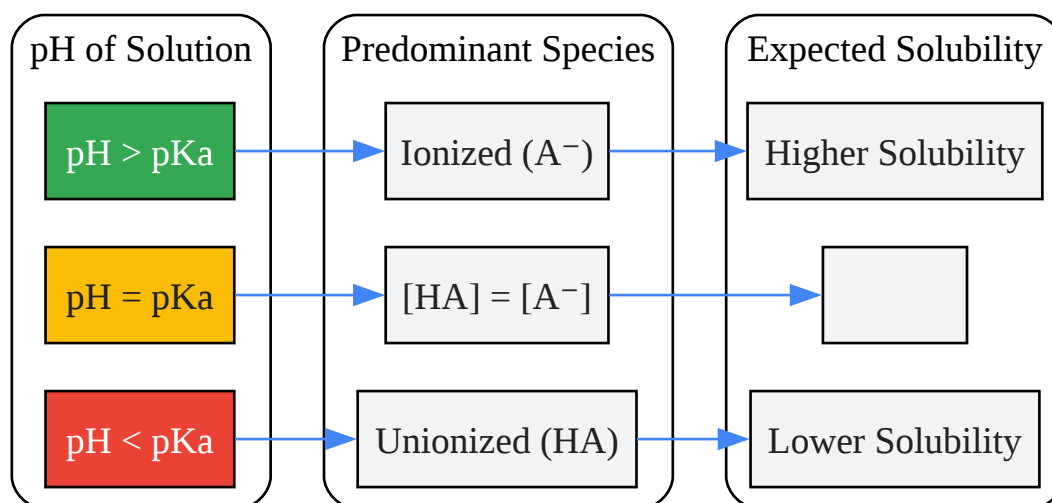 pH of Solution
Predominant Species
Expected Solubility
pH > pKa
Ionized (A⁻)
Higher Solubility
pH = pKa
[HA] = [A⁻]
pH < pKa
Unionized (HA)
Lower Solubility